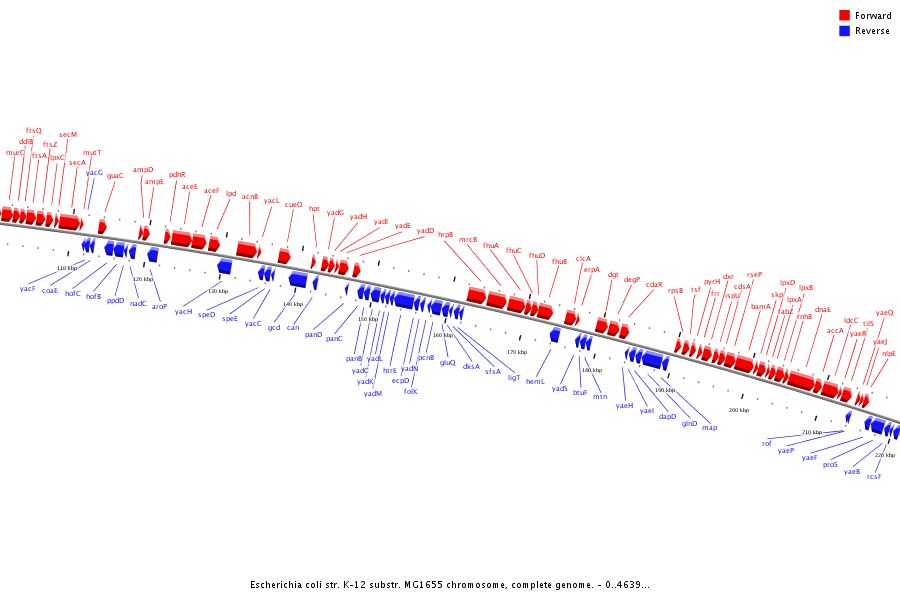 Forward
Reverse
ftsQ
secM
ddlB
ftsZ
murC
ftsA
lpxC
mutT
secA
yacG
guaC
ampD
ampE
pdhR
aceE
aceF
lpd
acnB
yacL
cueO
hpt
yadG
yadH
yadI
yadE
yadD
hrpB
mrcB
fhuA
fhuC
fhuD
fhuB
clcA
erpA
dgt
degP
cdaR
rpsB
tsf
pyrH
frr
dxr
ispU
cdsA
rseP
bamA
skp
lpxD
fabZ
lpxA
lpxB
rnhB
dnaE
accA
ldcC
yaeR
tilS
yaeQ
yaeJ
nlpE
110 kbp
120 kbp
130 kbp
140 kbp
150 kbp
160 kbp
170 kbp
180 kbp
190 kbp
200 kbp
210 kbp
220 kbp
yacF
coaE
hofC
hofB
ppdD
nadC
aroP
yacH
speD
speE
yacC
gcd
can
panD
panC
panB
yadC
yadK
yadL
yadM
htrE
ecpD
yadN
folK
pcnB
gluQ
dksA
sfsA
ligT
hemL
yadS
btuF
mtn
yaeH
yaeI
dapD
glnD
map
rof
yaeP
yaeF
proS
yaeB
rcsF
Escherichia coli str. K-12 substr. MG1655 chromosome, complete genome. - 0..4639...